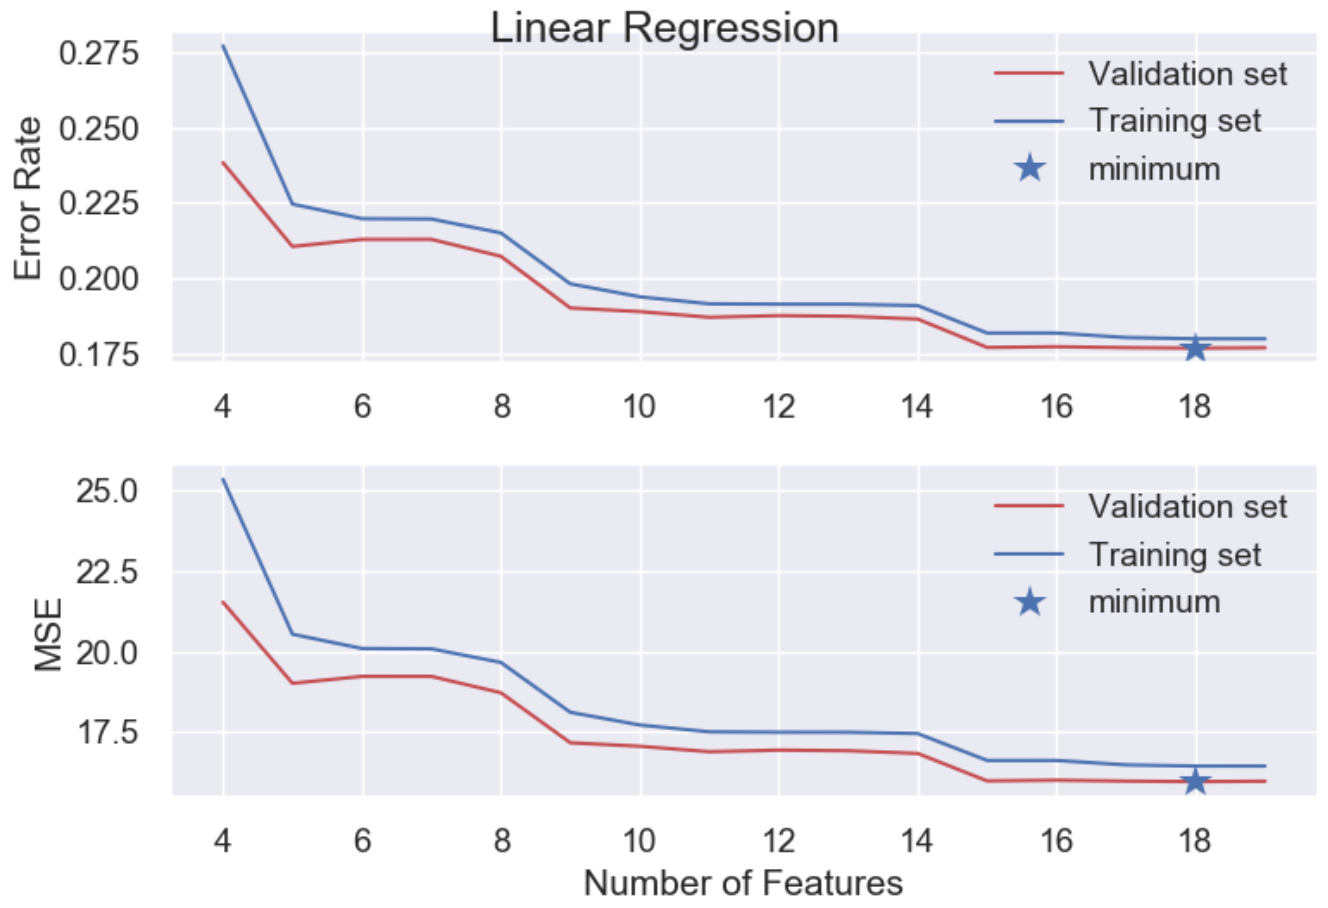 Linear Regression
Error Rate
0.275
0.250
0.225
0.200
0.175
Validation set
Training set
minimum
4 6 8 10 12 14 16 18
MSE
25.0
22.5
20.0
17.5
Validation set
Training set
minimum
4 6 8 10 12 14 16 18
Number of Features